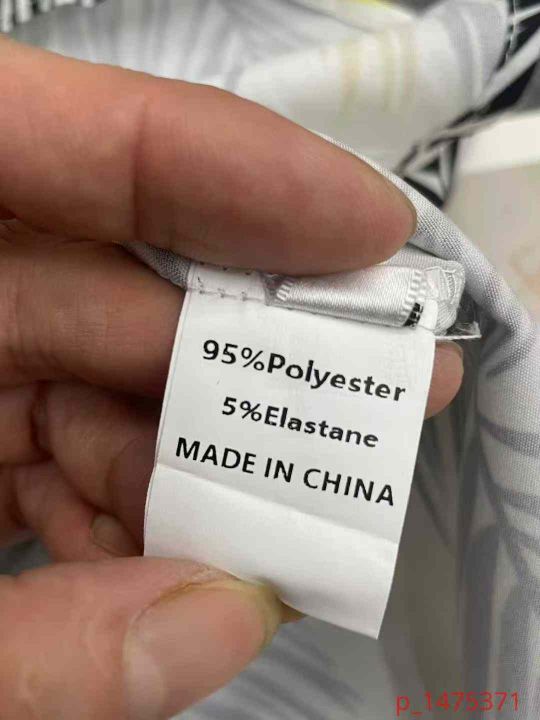 95%Polyester
5%Elastane
MADE IN CHINA
p_1475371